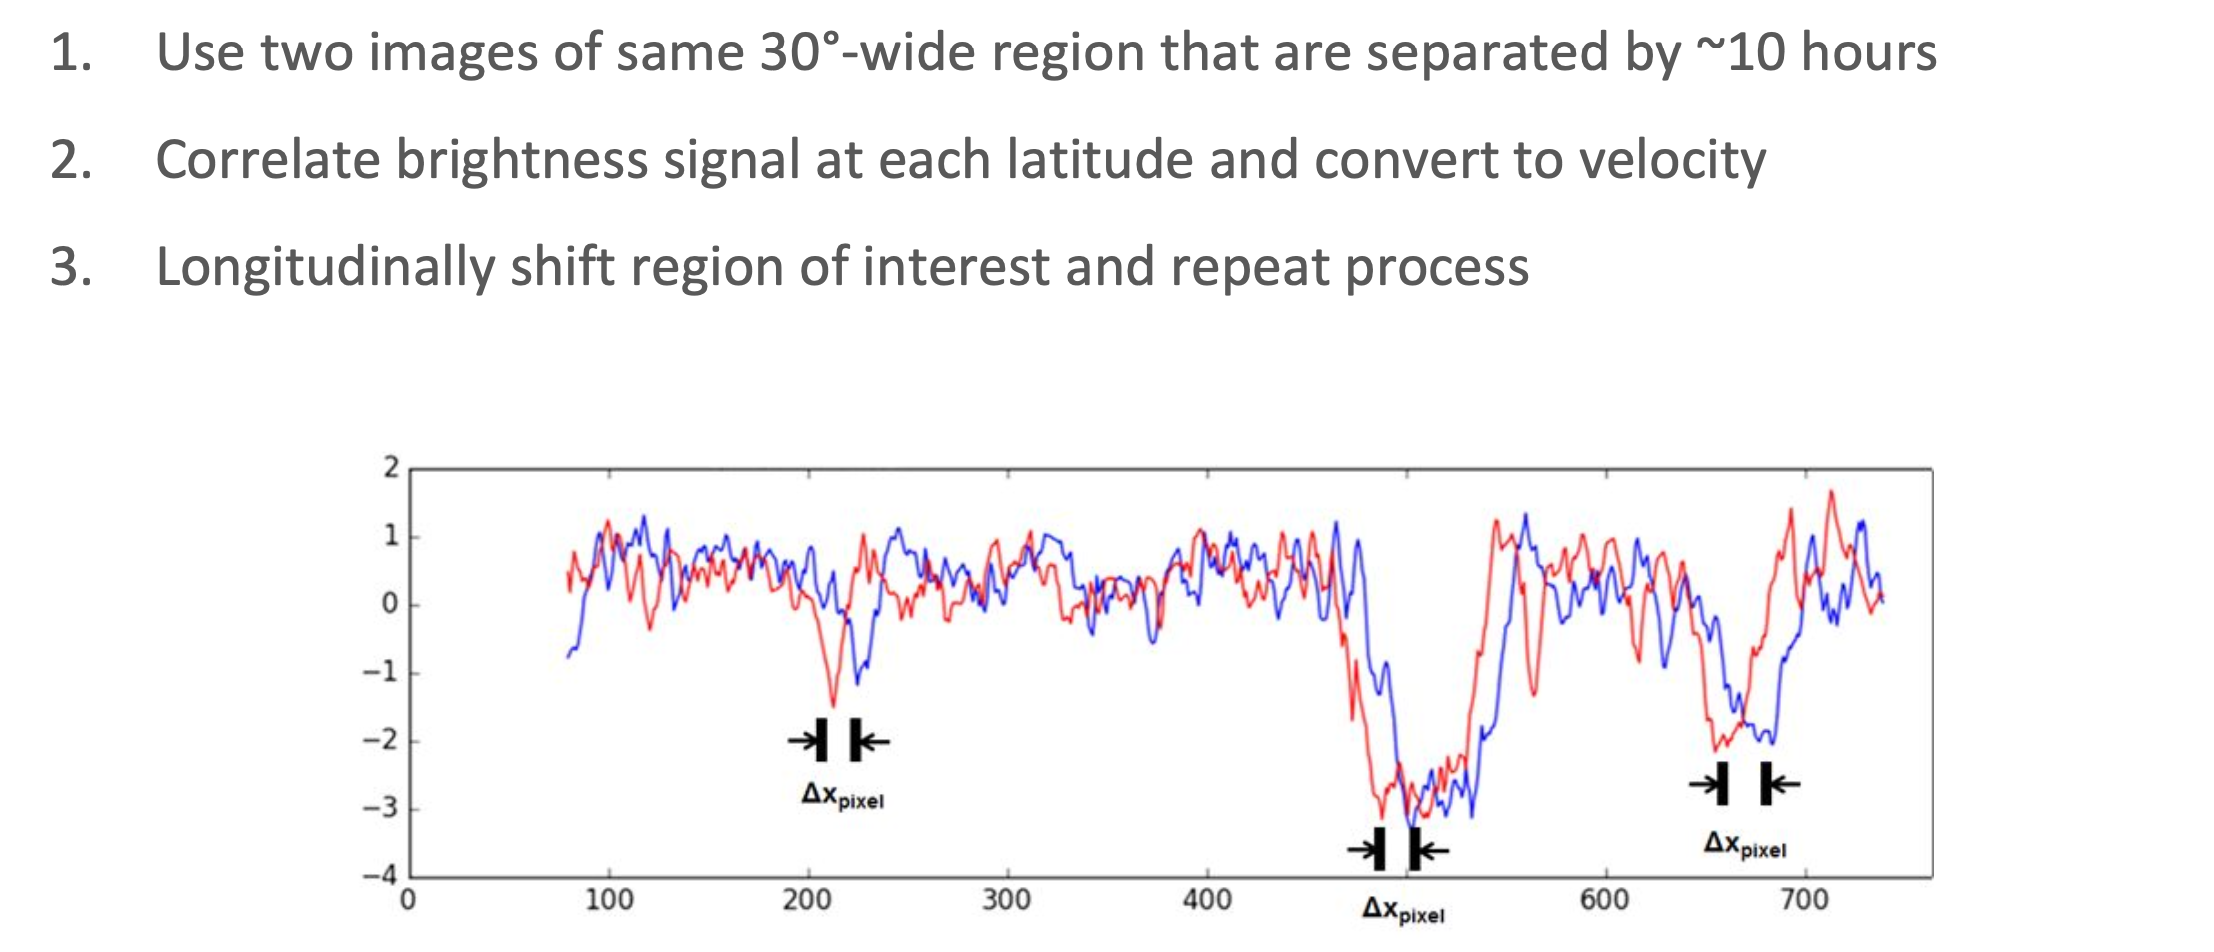 1. Use two images of same 30°-wide region that are separated by ~10 hours
2. Correlate brightness signal at each latitude and convert to velocity
3. Longitudinally shift region of interest and repeat process
2
1
0
−1
−2
Δxpixel
−3
Δxpixel
−4
0 100 200 300 400 600 700
Δxpixel